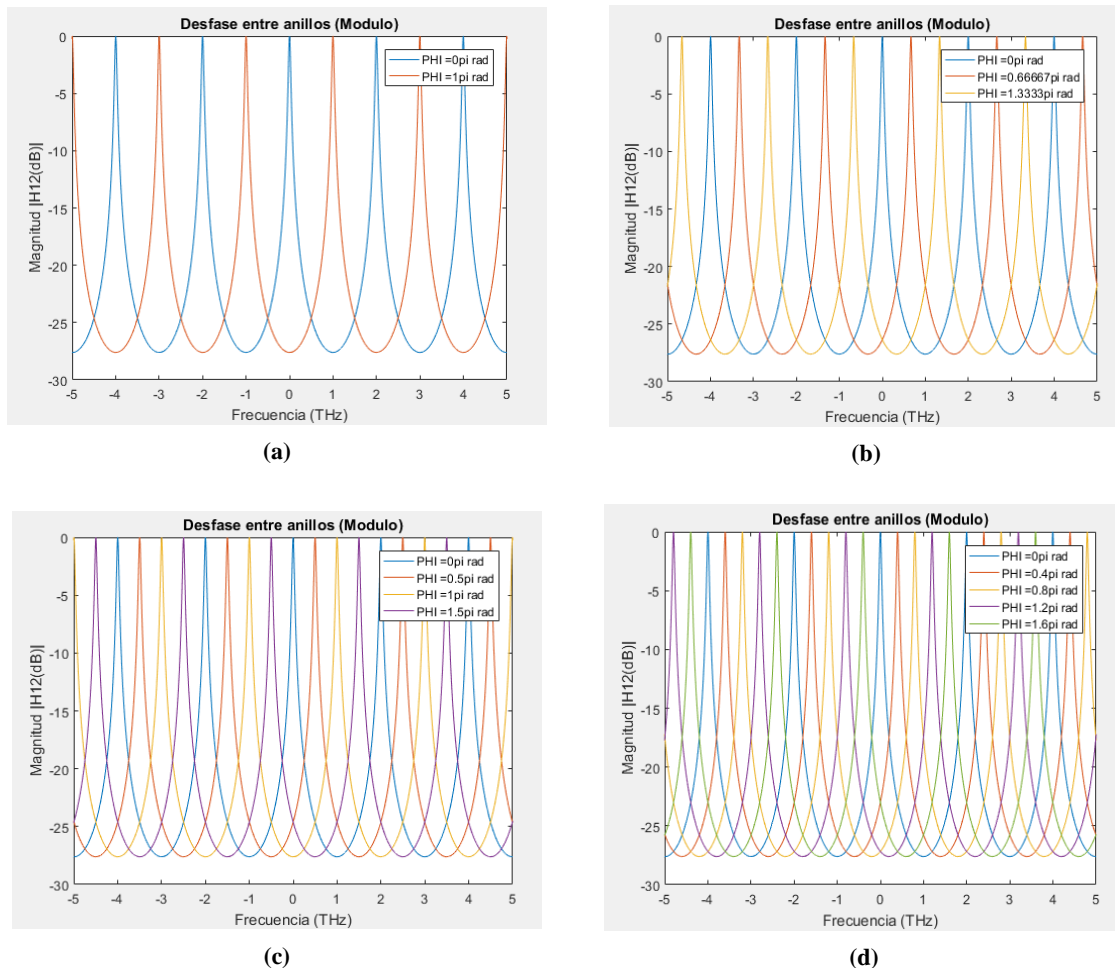 Desfase entre anillos (Modulo)
Magnitud |H12(dB)|
0
-5
-10
-15
-20
-25
-30
PHI =0pi rad
PHI =1pi rad
-5 -4 -3 -2 -1 0 1 2 3 4 5
Frecuencia (THz)
(a)
Desfase entre anillos (Modulo)
Magnitud |H12(dB)|
0
-5
-10
-15
-20
-25
-30
PHI =0pi rad
PHI =0.66667pi rad
PHI =1.3333pi rad
-5 -4 -3 -2 -1 0 1 2 3 4 5
Frecuencia (THz)
(b)
Desfase entre anillos (Modulo)
Magnitud |H12(dB)|
0
-5
-10
-15
-20
-25
-30
PHI =0pi rad
PHI =0.5pi rad
PHI =1pi rad
PHI =1.5pi rad
-5 -4 -3 -2 -1 0 1 2 3 4 5
Frecuencia (THz)
(c)
Desfase entre anillos (Modulo)
Magnitud |H12(dB)|
0
-5
-10
-15
-20
-25
-30
PHI =0pi rad
PHI =0.4pi rad
PHI =0.8pi rad
PHI =1.2pi rad
PHI =1.6pi rad
-5 -4 -3 -2 -1 0 1 2 3 4 5
Frecuencia (THz)
(d)